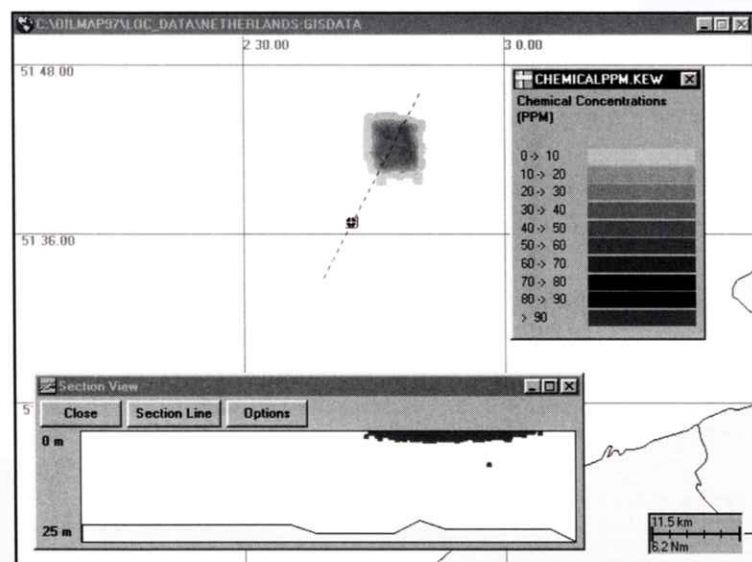 C:\OILMAP97\LOC_DATA\NETHERLANDS:GISDATA
2 30.00
3 0.00
51 48.00
51 36.00
5
CHEMICALPPM.KEW
Chemical Concentrations
(PPM)
0 -> 10
10 -> 20
20 -> 30
30 -> 40
40 -> 50
50 -> 60
60 -> 70
70 -> 80
80 -> 90
> 90
Section View
Close Section Line Options
0 m
25 m
11.5 km
6.2 Nm